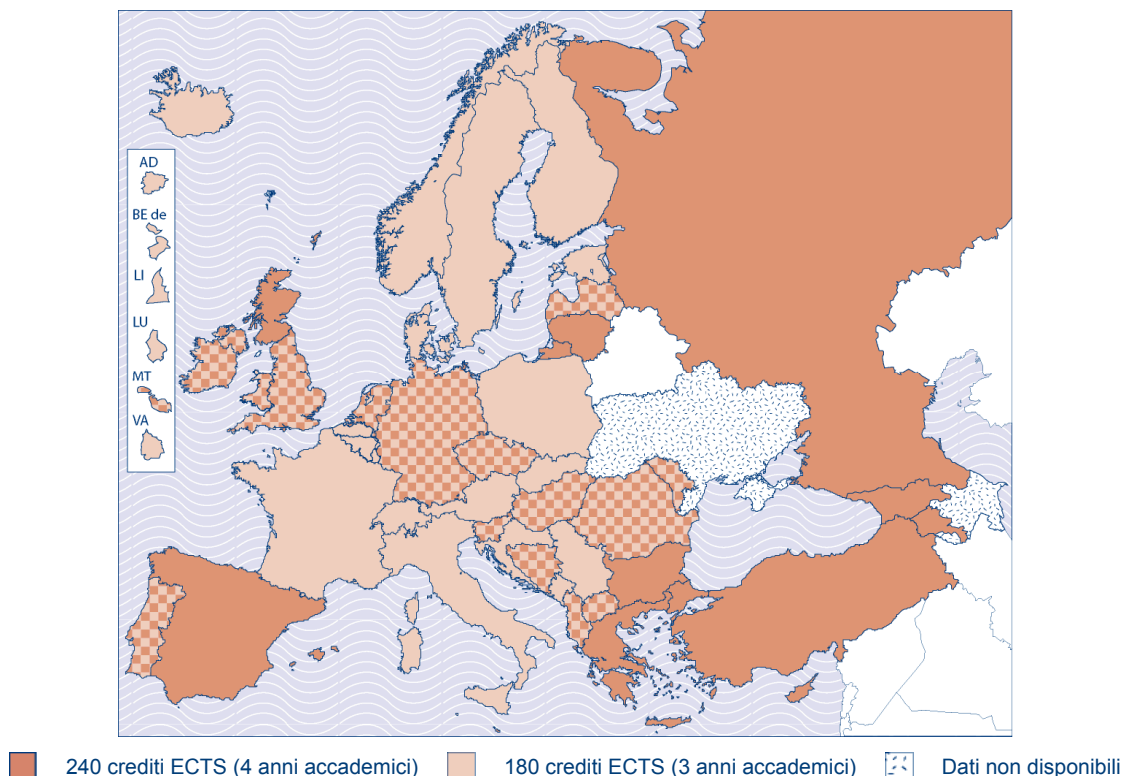 AD
BE de
LI
LU
MT
VA
240 crediti ECTS (4 anni accademici) 180 crediti ECTS (3 anni accademici) Dati non disponibili